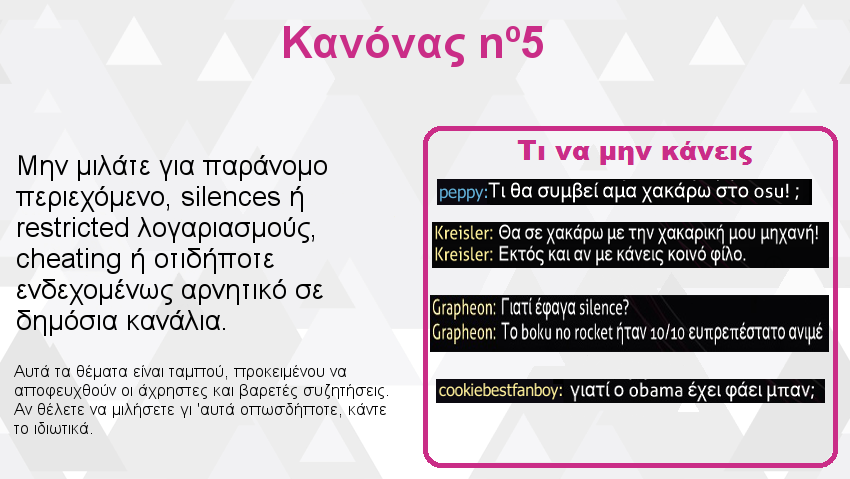 Κανόνας nº5
Μην μιλάτε για παράνομο
περιεχόμενο, silences ή
restricted λογαριασμούς,
cheating ή οτιδήποτε
ενδεχομένως αρνητικό σε
δημόσια κανάλια.
Αυτά τα θέματα είναι ταμπού, προκειμένου να
αποφευχθούν οι άχρηστες και βαρετές συζητήσεις.
Αν θέλετε να μιλήσετε γι 'αυτά οπωσδήποτε, κάντε
το ιδιωτικά.
Τι να μην κάνεις
peppy:Τι θα συμβεί αμα χακάρω στο osu! ;
Kreisler: Θα σε χακάρω με την χακαρική μου μηχανή!
Kreisler: Εκτός και αν με κάνεις κοινό φίλο.
Grapheon: Γιατί έφαγα silence?
Grapheon: Το boku no rocket ήταν 10/10 ευπρεπέστατο ανιμέ
cookiebestfanboy: γιατί ο obama έχει φάει μπαν;